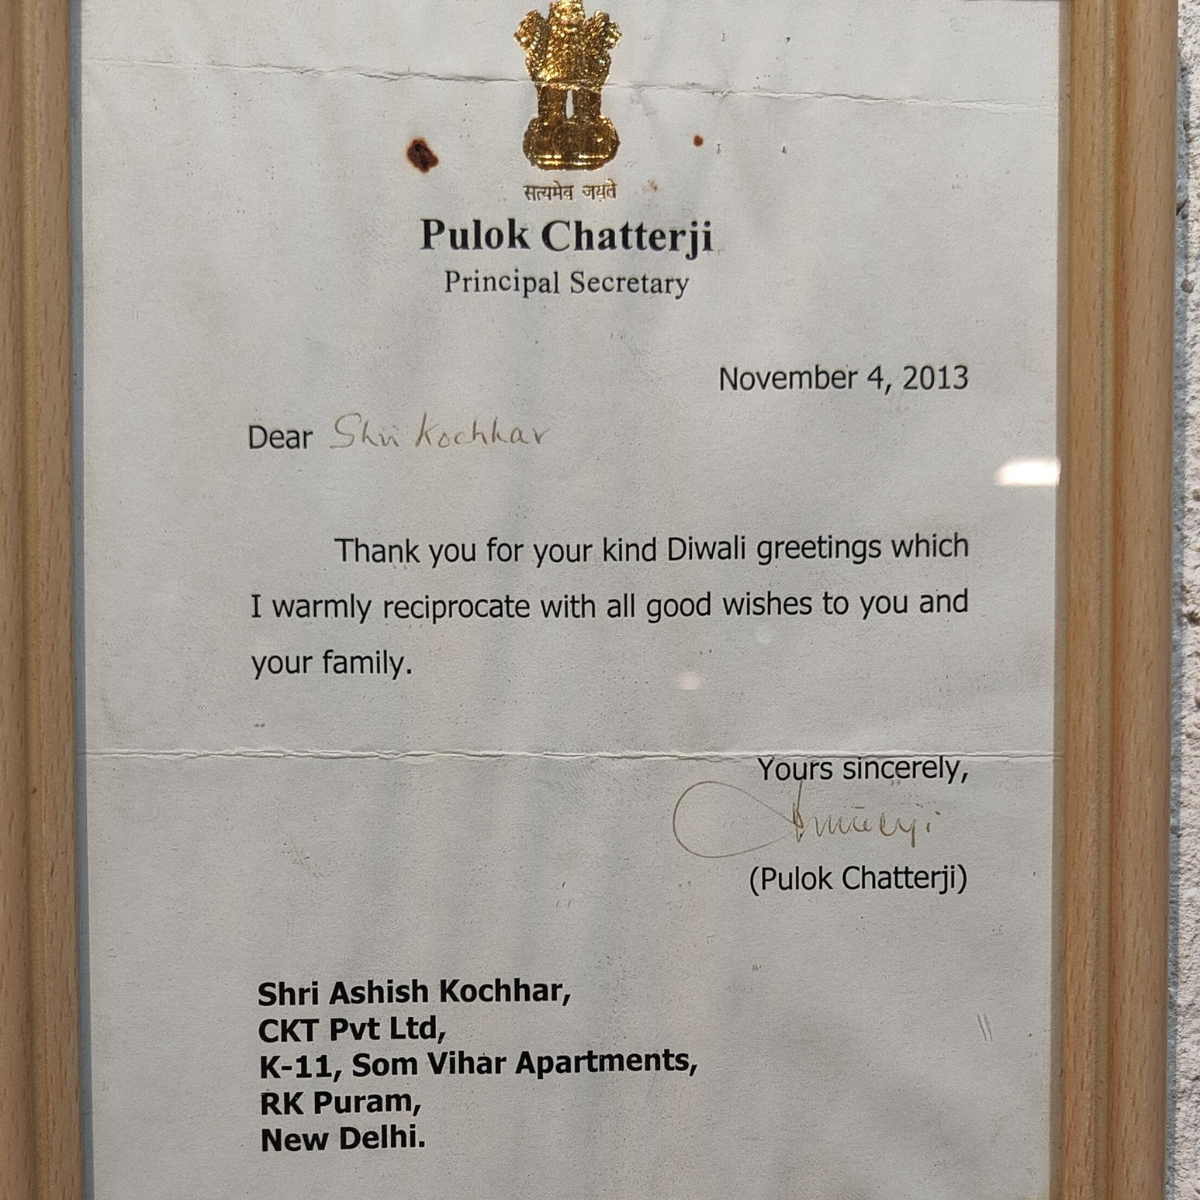 सत्यमेव जयते
Pulok Chatterji
Principal Secretary
November 4, 2013
Dear Shri Kochhar
Thank you for your kind Diwali greetings which
I warmly reciprocate with all good wishes to you and
your family.
Yours sincerely,
(Pulok Chatterji)
Shri Ashish Kochhar,
CKT Pvt Ltd,
K-11, Som Vihar Apartments,
RK Puram,
New Delhi.